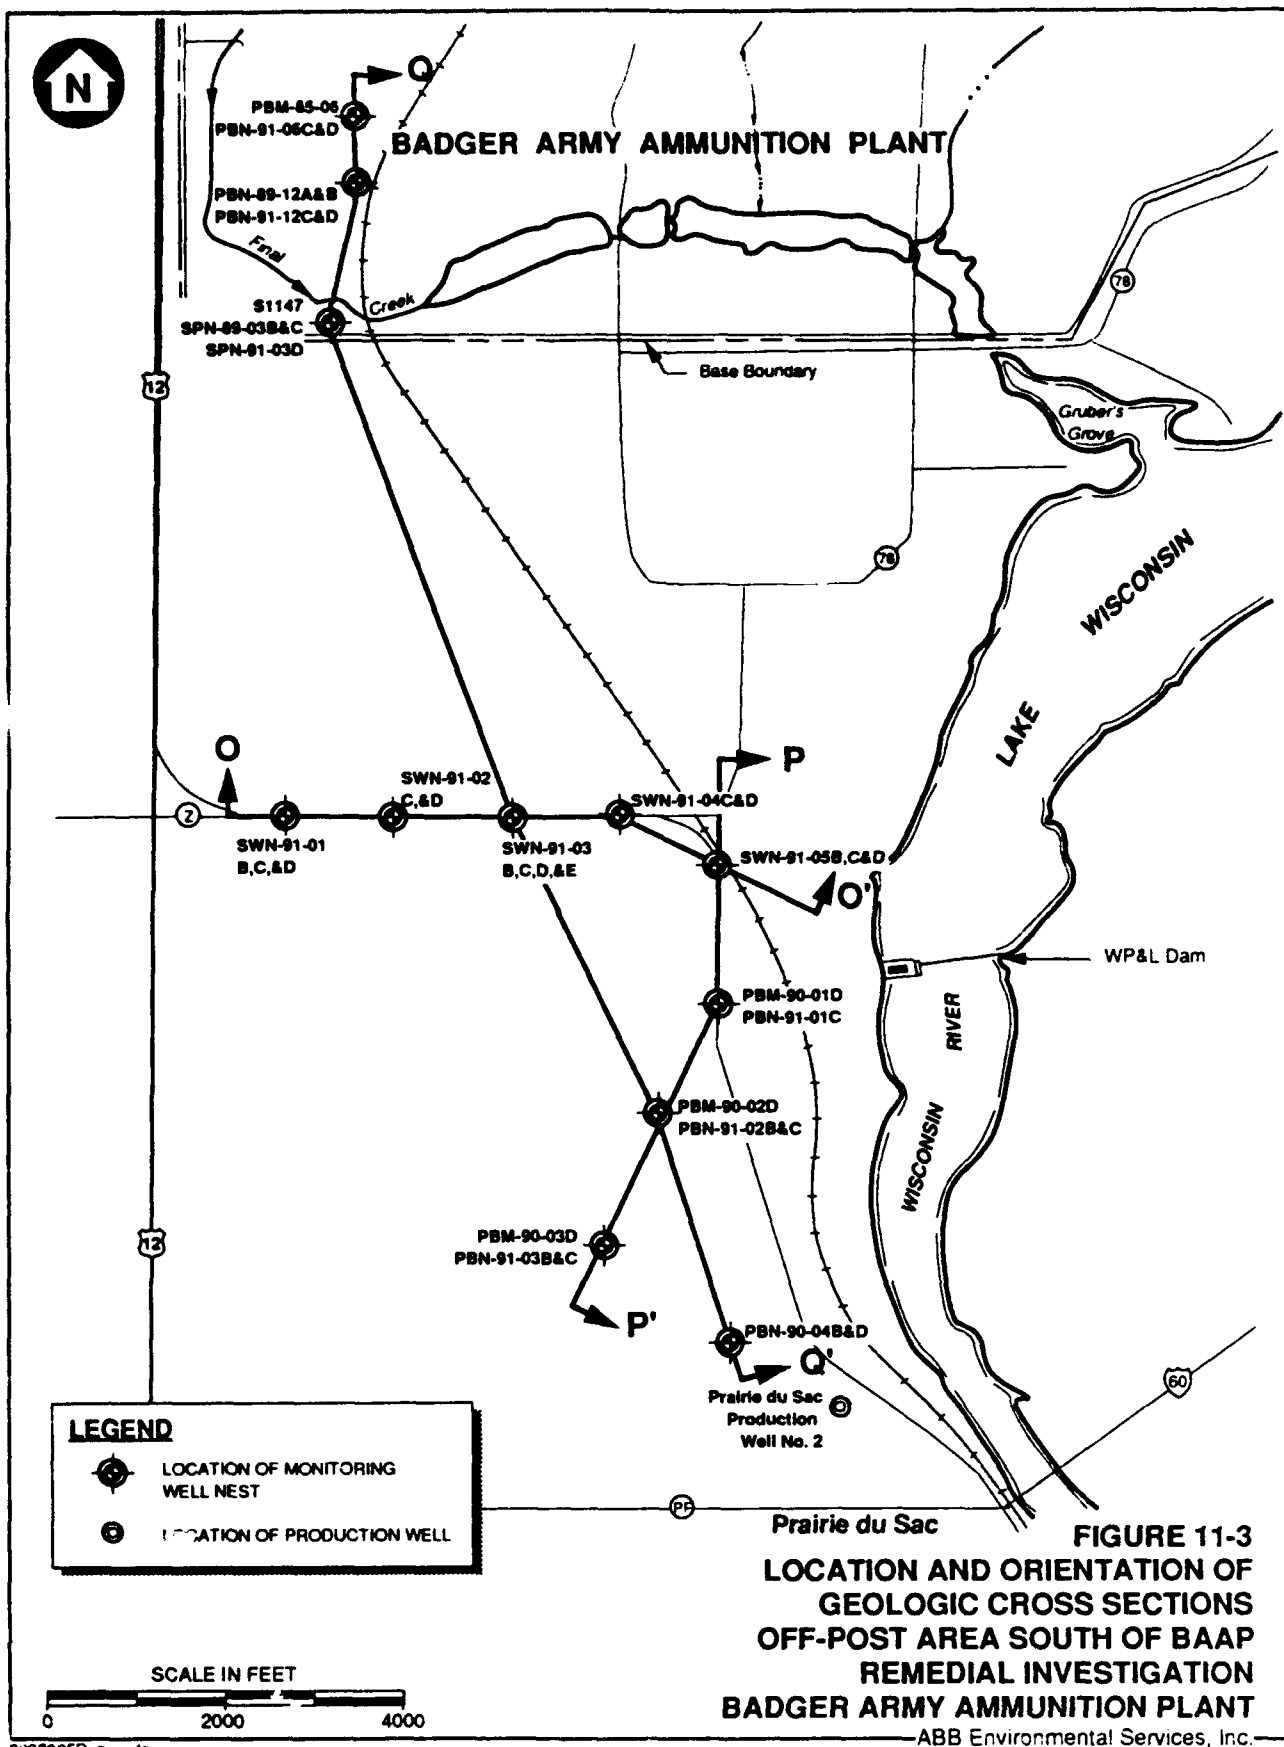 N
Q
PBM-85-06
PBN-91-06C&D
BADGER ARMY AMMUNITION PLANT
PBN-89-12A&B
PBN-91-12C&D
Final
Creek
78
S1147
SPN-89-03B&C
SPN-91-03D
Base Boundary
12
Gruber's
Grove
78
WISCONSIN
LAKE
O
P
SWN-91-02
C,&D
SWN-91-04C&D
Z
SWN-91-01
B,C,&D
SWN-91-03
B,C,D,&E
SWN-91-05B,C&D
O'
WP&L Dam
PBM-90-01D
PBN-91-01C
RIVER
PBM-90-02D
PBN-91-02B&C
WISCONSIN
PBM-90-03D
PBN-91-03B&C
12
P'
PBN-90-04B&D
Q'
60
Prairie du Sac
Production
Well No. 2
LEGEND
LOCATION OF MONITORING
WELL NEST
LOCATION OF PRODUCTION WELL
PF
Prairie du Sac
FIGURE 11-3
LOCATION AND ORIENTATION OF
GEOLOGIC CROSS SECTIONS
OFF-POST AREA SOUTH OF BAAP
REMEDIAL INVESTIGATION
BADGER ARMY AMMUNITION PLANT
SCALE IN FEET
0 2000 4000
ABB Environmental Services, Inc.